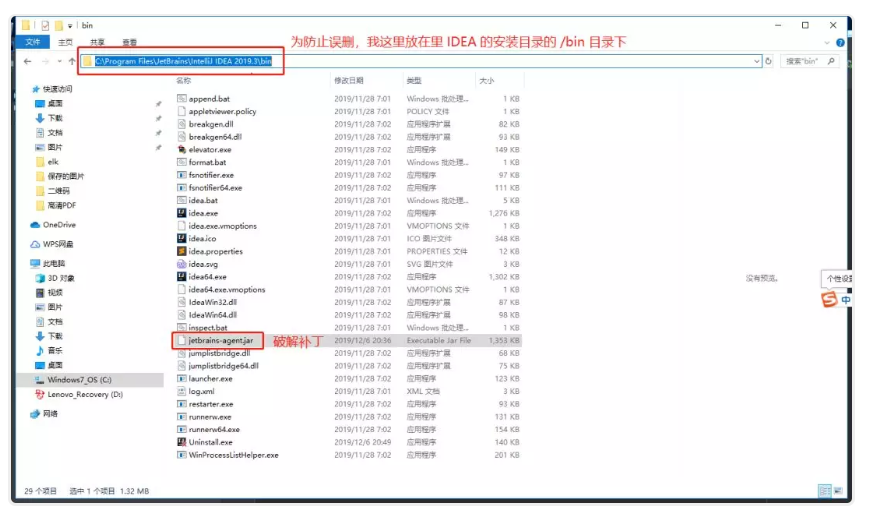 bin
文件 主页 共享 查看
为防止误删，我这里放在里 IDEA 的安装目录的 /bin 目录下
C:\Program Files\JetBrains\IntelliJ IDEA 2019.3\bin
搜索"bin"
名称 修改日期 类型 大小
快速访问
桌面
下载
文档
图片
elk
保存的图片
二维码
高清PDF
OneDrive
WPS网盘
此电脑
3D 对象
视频
图片
文档
下载
音乐
桌面
Windows7_OS (C:)
Lenovo_Recovery (D:)
网络
append.bat 2019/11/28 7:01 Windows 批处理... 1 KB
appletviewer.policy 2019/11/28 7:01 POLICY 文件 1 KB
breakgen.dll 2019/11/28 7:02 应用程序扩展 82 KB
breakgen64.dll 2019/11/28 7:02 应用程序扩展 93 KB
elevator.exe 2019/11/28 7:02 应用程序 149 KB
format.bat 2019/11/28 7:01 Windows 批处理... 1 KB
fsnotifier.exe 2019/11/28 7:02 应用程序 97 KB
fsnotifier64.exe 2019/11/28 7:02 应用程序 111 KB
idea.bat 2019/11/28 7:01 Windows 批处理... 5 KB
idea.exe 2019/11/28 7:02 应用程序 1,276 KB
idea.exe.vmoptions 2019/11/28 7:01 VMOPTIONS 文件 1 KB
idea.ico 2019/11/28 7:02 ICO 图片文件 348 KB
idea.properties 2019/11/28 7:02 PROPERTIES 文件 12 KB
idea.svg 2019/11/28 7:02 SVG 图片文件 3 KB
idea64.exe 2019/11/28 7:02 应用程序 1,302 KB
idea64.exe.vmoptions 2019/11/28 7:01 VMOPTIONS 文件 1 KB
IdeaWin32.dll 2019/11/28 7:02 应用程序扩展 87 KB
IdeaWin64.dll 2019/11/28 7:02 应用程序扩展 98 KB
inspect.bat 2019/11/28 7:01 Windows 批处理... 1 KB
jetbrains-agent.jar 破解补丁 2019/12/6 20:36 Executable Jar File 1,353 KB
jumplistbridge.dll 2019/11/28 7:02 应用程序扩展 68 KB
jumplistbridge64.dll 2019/11/28 7:02 应用程序扩展 75 KB
launcher.exe 2019/11/28 7:02 应用程序 123 KB
log.xml 2019/11/28 7:01 XML 文档 3 KB
restarter.exe 2019/11/28 7:02 应用程序 93 KB
runnerw.exe 2019/11/28 7:02 应用程序 131 KB
runnerw64.exe 2019/11/28 7:02 应用程序 154 KB
Uninstall.exe 2019/12/6 20:49 应用程序 140 KB
WinProcessListHelper.exe 2019/11/28 7:02 应用程序 201 KB
没有预览。
个性设
中
29 个项目 选中 1 个项目 1.32 MB